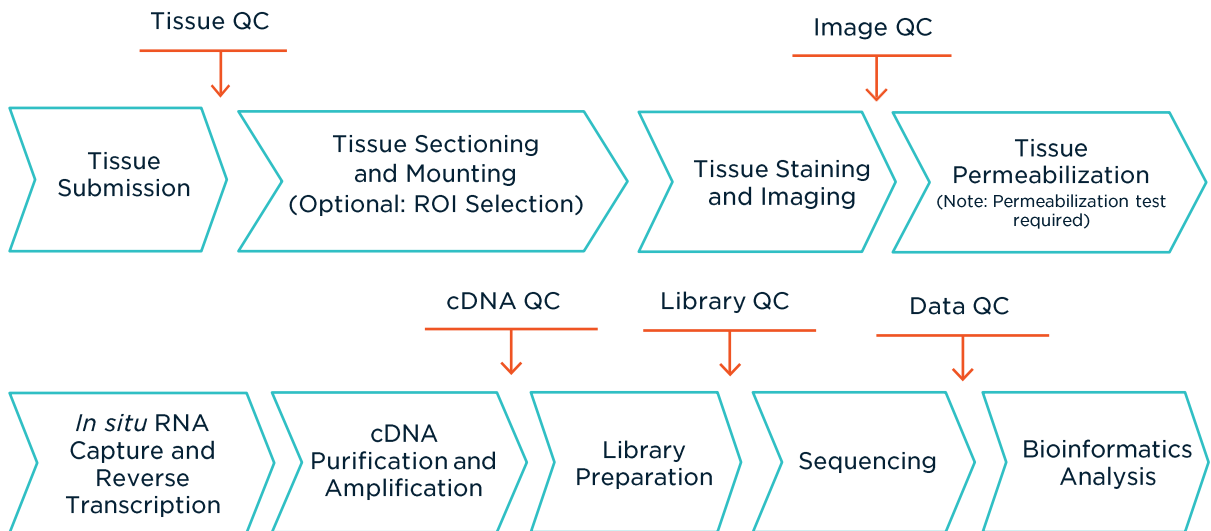 Tissue QC
Image QC
Tissue
Submission
Tissue Sectioning
and Mounting
(Optional: ROI Selection)
Tissue Staining
and Imaging
Tissue
Permeabilization
(Note: Permeabilization test
required)
cDNA QC
Library QC
Data QC
In situ RNA
Capture and
Reverse
Transcription
cDNA
Purification and
Amplification
Library
Preparation
Sequencing
Bioinformatics
Analysis